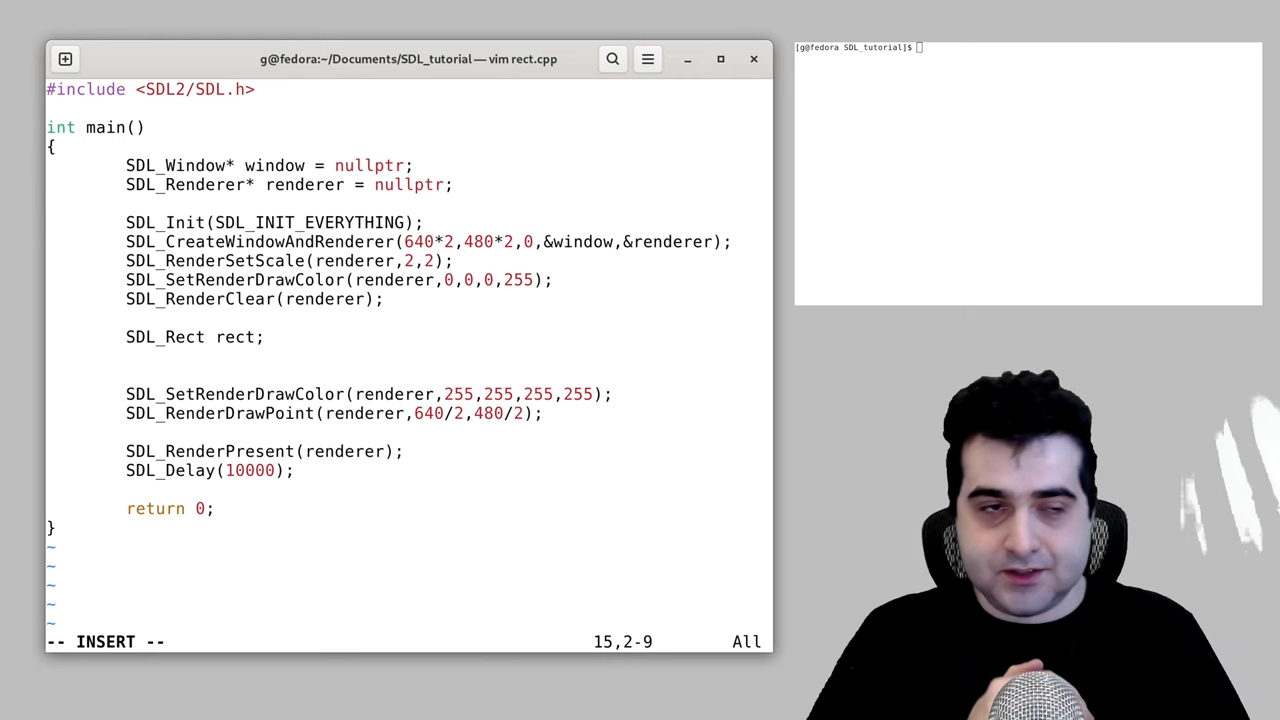 g@fedora:~/Documents/SDL_tutorial — vim rect.cpp
#include <SDL2/SDL.h>
int main()
{
SDL_Window* window = nullptr;
SDL_Renderer* renderer = nullptr;
SDL_Init(SDL_INIT_EVERYTHING);
SDL_CreateWindowAndRenderer(640*2,480*2,0,&window,&renderer);
SDL_RenderSetScale(renderer,2,2);
SDL_SetRenderDrawColor(renderer,0,0,0,255);
SDL_RenderClear(renderer);
SDL_Rect rect;
SDL_SetRenderDrawColor(renderer,255,255,255,255);
SDL_RenderDrawPoint(renderer,640/2,480/2);
SDL_RenderPresent(renderer);
SDL_Delay(10000);
return 0;
}
~
~
~
~
~
-- INSERT -- 15,2-9 All
[g@fedora SDL_tutorial]$